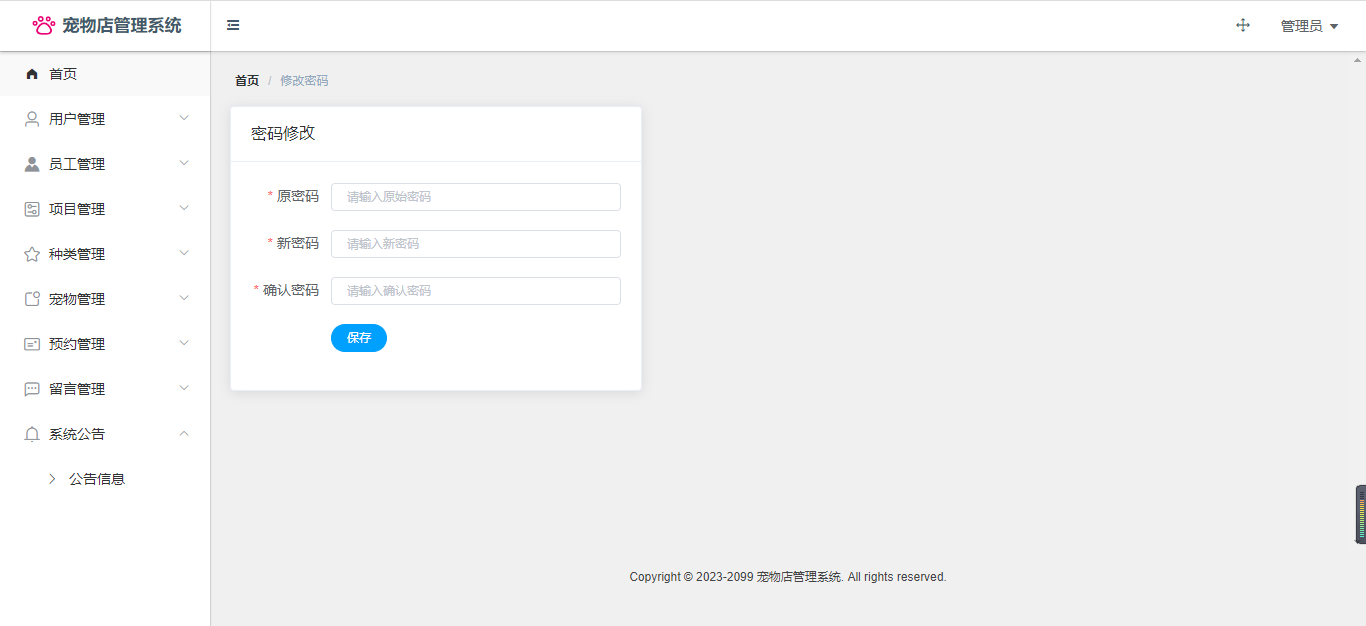 宠物店管理系统
管理员
首页
用户管理
员工管理
项目管理
种类管理
宠物管理
预约管理
留言管理
系统公告
公告信息
首页 / 修改密码
密码修改
* 原密码 请输入原始密码
* 新密码 请输入新密码
* 确认密码 请输入确认密码
保存
Copyright © 2023-2099 宠物店管理系统. All rights reserved.